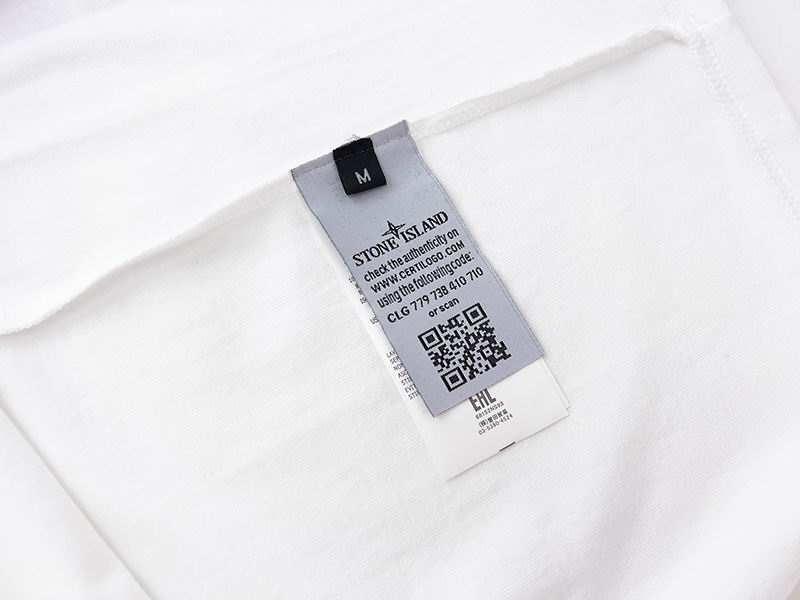 M
STONE ISLAND
check the authenticity on
WWW.CERTILOGO.COM
using the following code:
CLG 779 738 410 710
or scan
EHC